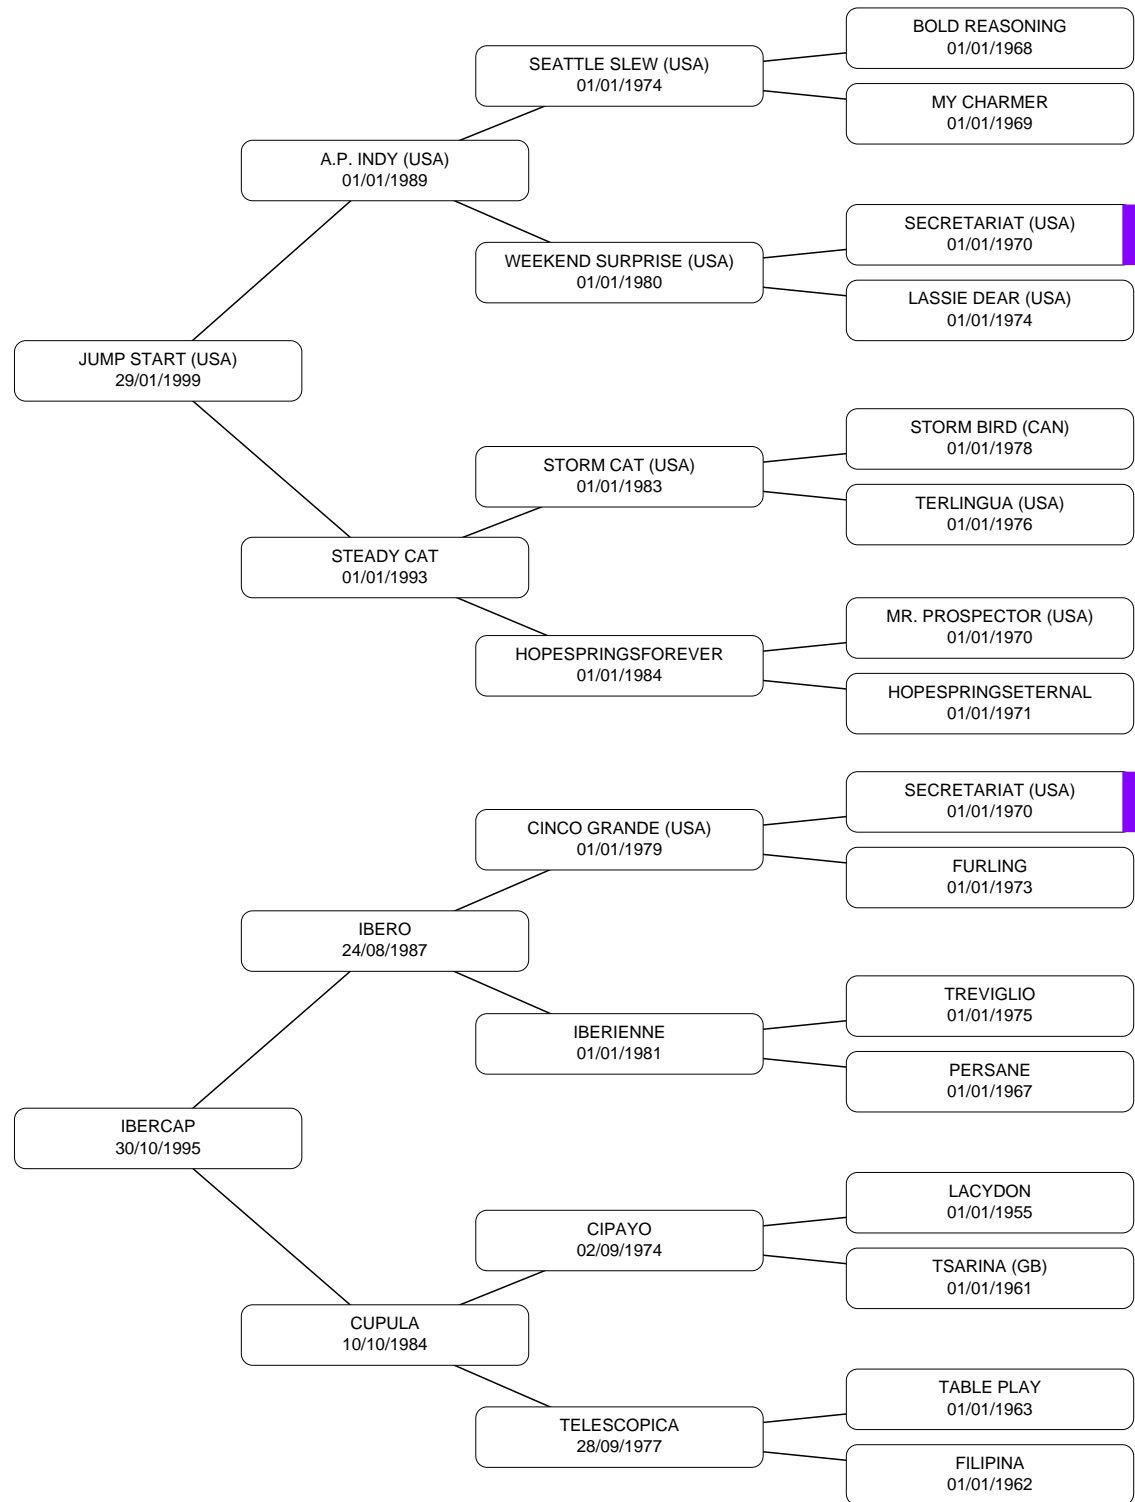 BOLD REASONING
01/01/1968
SEATTLE SLEW (USA)
01/01/1974
MY CHARMER
01/01/1969
A.P. INDY (USA)
01/01/1989
SECRETARIAT (USA)
01/01/1970
WEEKEND SURPRISE (USA)
01/01/1980
LASSIE DEAR (USA)
01/01/1974
JUMP START (USA)
29/01/1999
STORM BIRD (CAN)
01/01/1978
STORM CAT (USA)
01/01/1983
TERLINGUA (USA)
01/01/1976
STEADY CAT
01/01/1993
MR. PROSPECTOR (USA)
01/01/1970
HOPESPRINGSFOREVER
01/01/1984
HOPESPRINGSETERNAL
01/01/1971
SECRETARIAT (USA)
01/01/1970
CINCO GRANDE (USA)
01/01/1979
FURLING
01/01/1973
IBERO
24/08/1987
TREVIGLIO
01/01/1975
IBERIENNE
01/01/1981
PERSANE
01/01/1967
IBERCAP
30/10/1995
LACYDON
01/01/1955
CIPAYO
02/09/1974
TSARINA (GB)
01/01/1961
CUPULA
10/10/1984
TABLE PLAY
01/01/1963
TELESCOPICA
28/09/1977
FILIPINA
01/01/1962